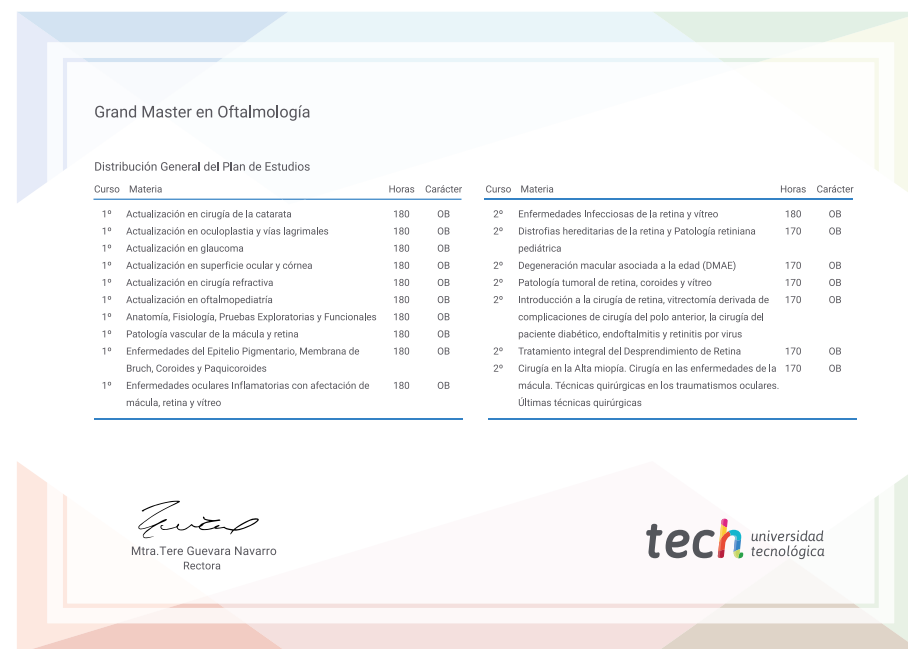 Grand Master en Oftalmología
Distribución General del Plan de Estudios
Curso Materia Horas Carácter
1º Actualización en cirugía de la catarata 180 OB
1º Actualización en oculoplastia y vías lagrimales 180 OB
1º Actualización en glaucoma 180 OB
1º Actualización en superficie ocular y córnea 180 OB
1º Actualización en cirugía refractiva 180 OB
1º Actualización en oftalmopediatría 180 OB
1º Anatomía, Fisiología, Pruebas Exploratorias y Funcionales 180 OB
1º Patología vascular de la mácula y retina 180 OB
1º Enfermedades del Epitelio Pigmentario, Membrana de 180 OB
Bruch, Coroides y Paquicoroides
1º Enfermedades oculares Inflamatorias con afectación de 180 OB
mácula, retina y vítreo
Curso Materia Horas Carácter
2º Enfermedades Infecciosas de la retina y vítreo 180 OB
2º Distrofias hereditarias de la retina y Patología retiniana 170 OB
pediátrica
2º Degeneración macular asociada a la edad (DMAE) 170 OB
2º Patología tumoral de retina, coroides y vítreo 170 OB
2º Introducción a la cirugía de retina, vitrectomía derivada de 170 OB
complicaciones de cirugía del polo anterior, la cirugía del
paciente diabético, endoftalmitis y retinitis por virus
2º Tratamiento integral del Desprendimiento de Retina 170 OB
2º Cirugía en la Alta miopía. Cirugía en las enfermedades de la 170 OB
mácula. Técnicas quirúrgicas en los traumatismos oculares.
Últimas técnicas quirúrgicas
Mtra.Tere Guevara Navarro
Rectora
tech universidad
tecnológica